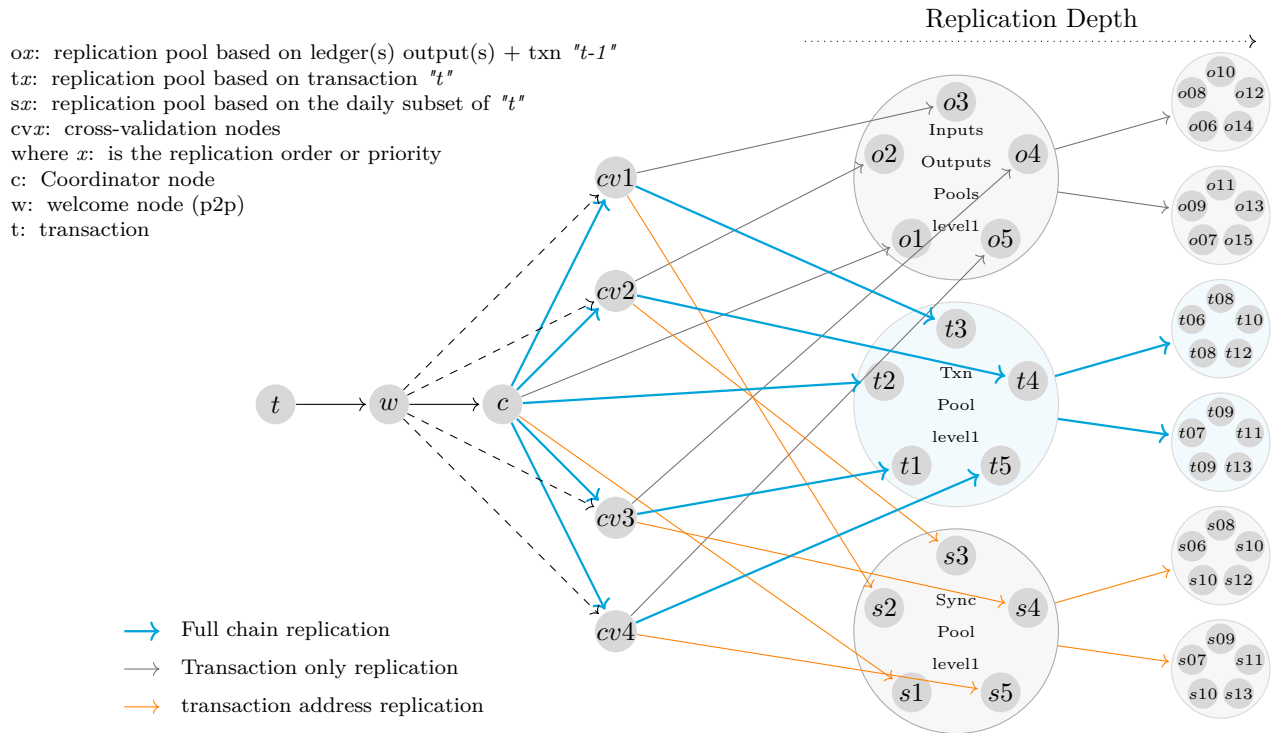 Replication Depth
ox: replication pool based on ledger(s) output(s) + txn "t-1"
tx: replication pool based on transaction "t"
sx: replication pool based on the daily subset of "t"
cvx: cross-validation nodes
where x: is the replication order or priority
c: Coordinator node
w: welcome node (p2p)
t: transaction
t
w
c
cv1
cv2
cv3
cv4
o3
Inputs
o2
Outputs
o4
Pools
level1
o1
o5
t3
Txn
t2
t4
Pool
level1
t1
t5
s3
Sync
s2
s4
Pool
level1
s1
s5
o10
o08
o12
o06
o14
o11
o09
o13
o07
o15
t08
t06
t10
t08
t12
t09
t07
t11
t09
t13
s08
s06
s10
s10
s12
s09
s07
s11
s10
s13
Full chain replication
Transaction only replication
transaction address replication